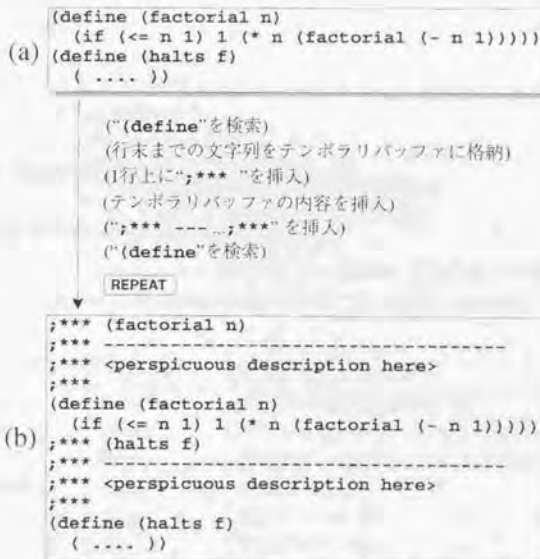 (a)
(define (factorial n)
(if (<= n 1) 1 (* n (factorial (- n 1)))))
(define (halts f)
( .... ))
("(define"を検索)
(行末までの文字列をテンポラリバッファに格納)
(1行上に";*** "を挿入)
(テンポラリバッファの内容を挿入)
(";*** ---...;***" を挿入)
("(define"を検索)
REPEAT
(b)
;*** (factorial n)
;*** ------------------------------------
;*** <perspicuous description here>
;***
(define (factorial n)
(if (<= n 1) 1 (* n (factorial (- n 1)))))
;*** (halts f)
;*** ------------------------------------
;*** <perspicuous description here>
;***
(define (halts f)
( .... ))